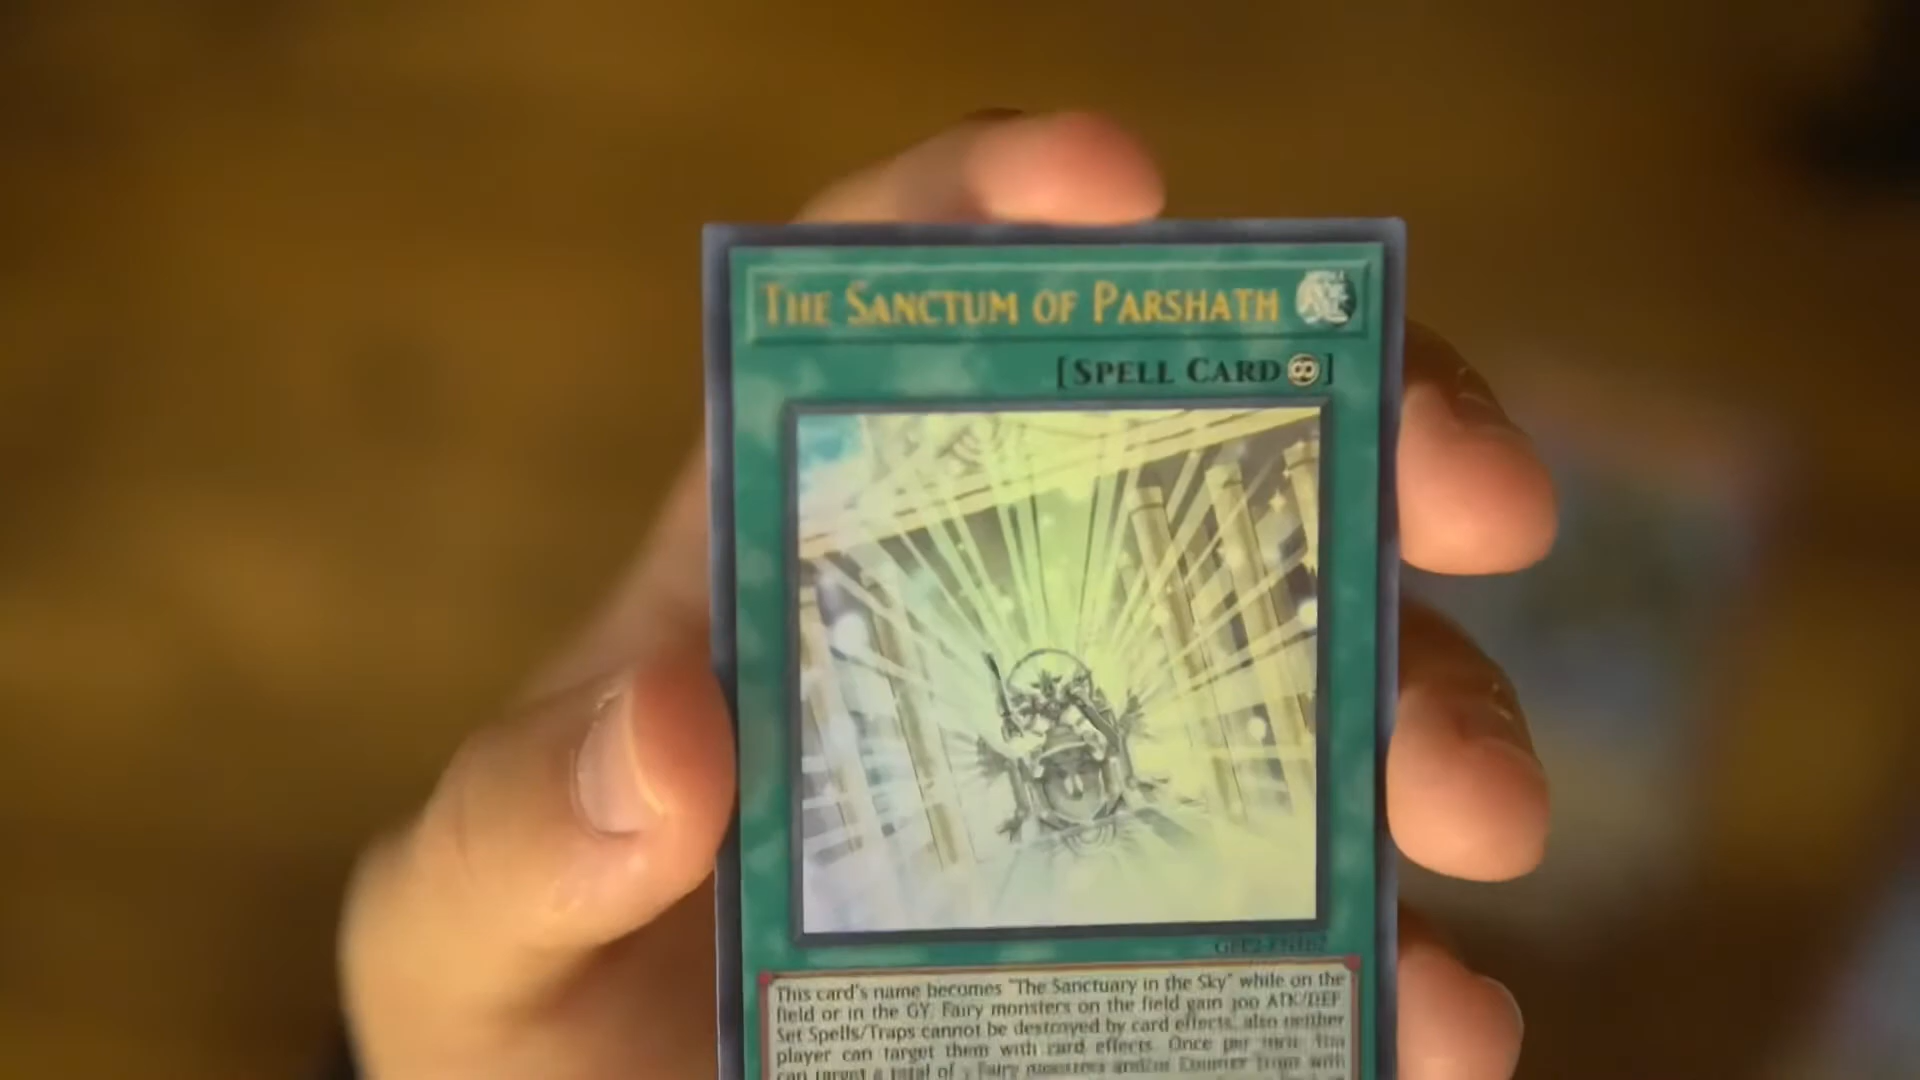 THE SANCTUM OF PARSHATH
[SPELL CARD ]
GFP2-EN162
This card's name becomes "The Sanctuary in the Sky" while on the
field or in the GY. Fairy monsters on the field gain 300 ATK/DEF.
Set Spells/Traps cannot be destroyed by card effects, also neither
player can target them with card effects. Once per turn: You
can target a total of 3 Fairy monsters and/or Counter Traps with